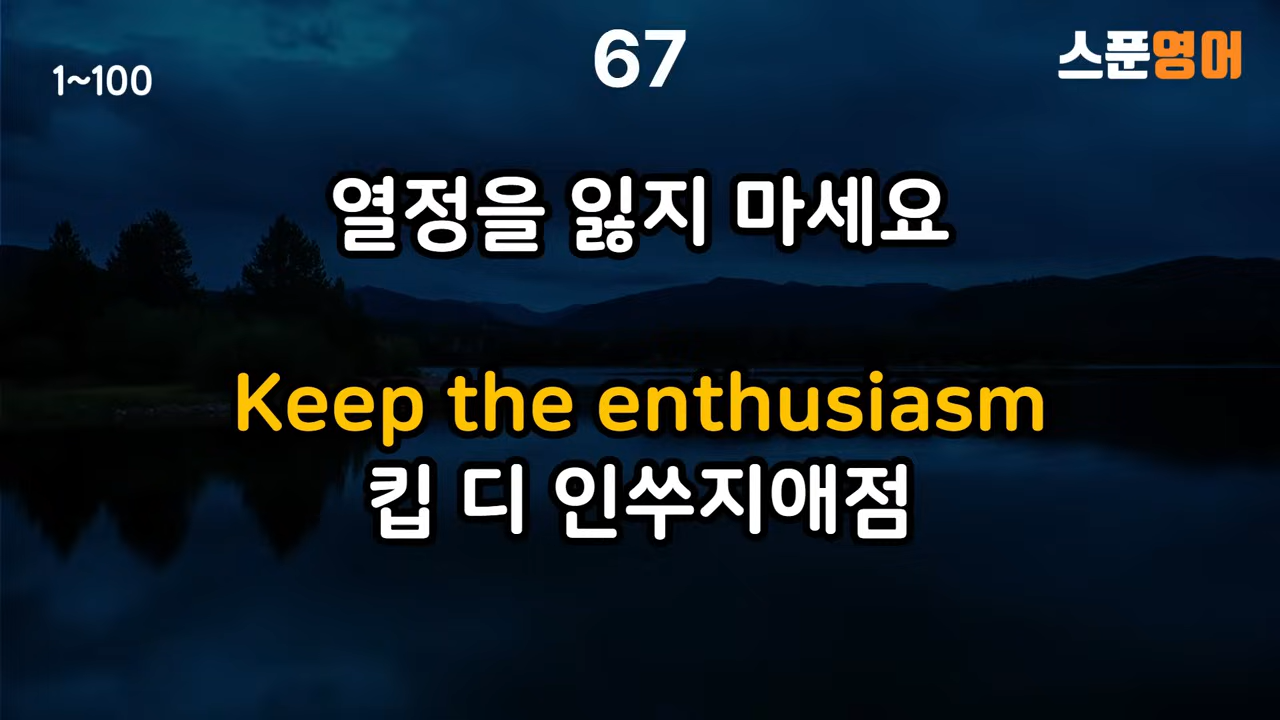 67
1~100
스푼영어
열정을 잃지 마세요
Keep the enthusiasm
킵 디 인쑤지애점